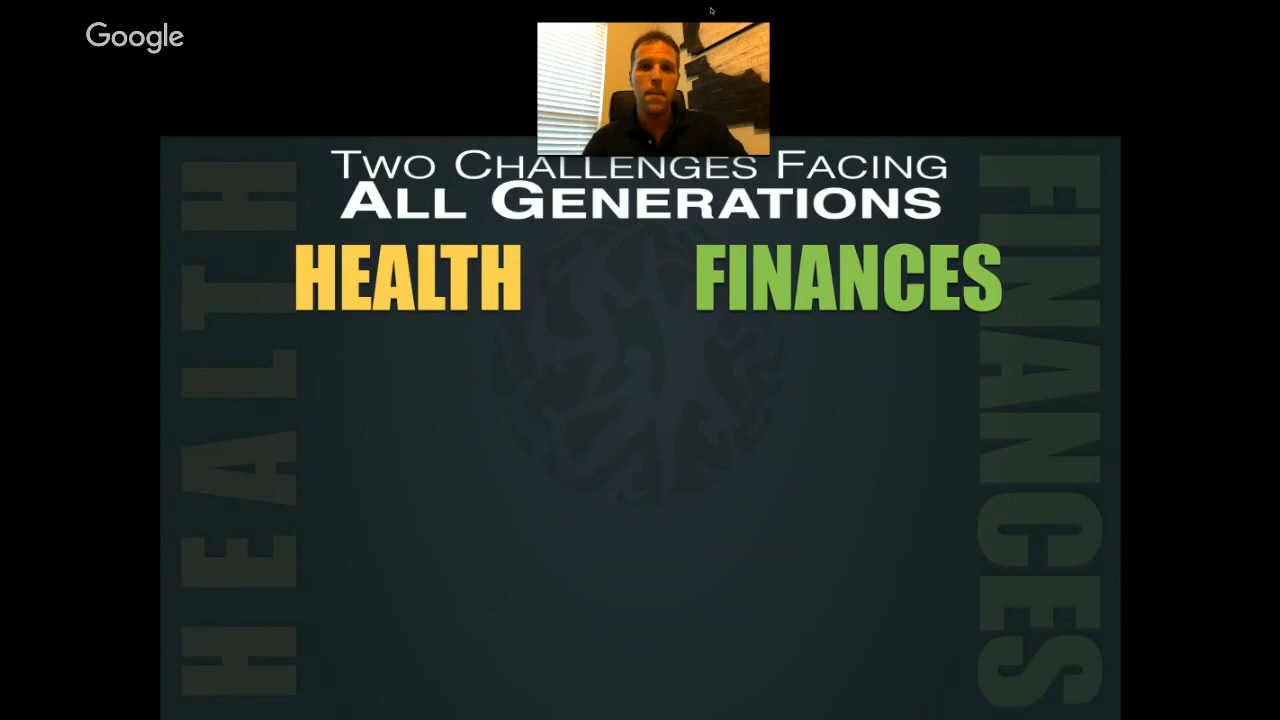 Google
Two Challenges Facing
All Generations
HEALTH
FINANCES
HEALTH
FINANCES